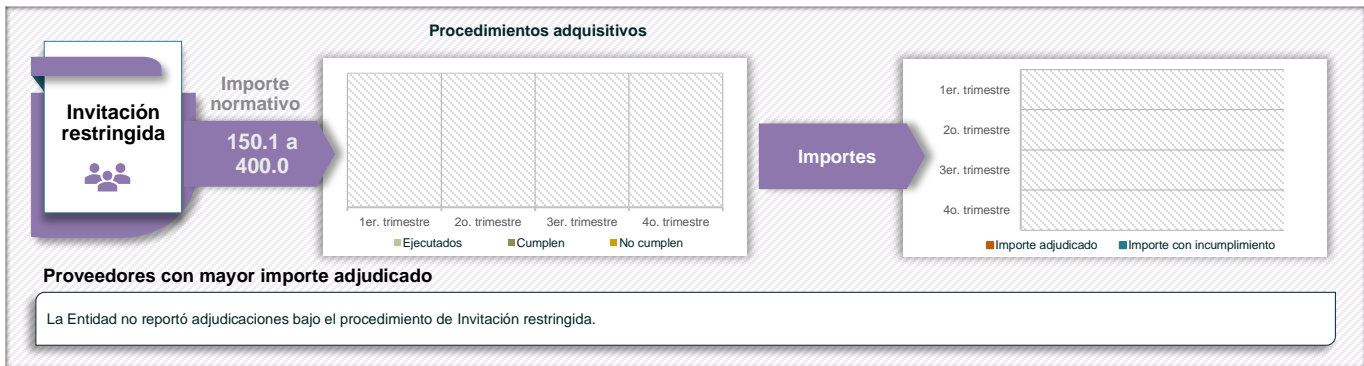 Procedimientos adquisitivos
Invitación
restringida
Importe
normativo
150.1 a
400.0
1er. trimestre
2o. trimestre
3er. trimestre
4o. trimestre
Ejecutados
Cumplen
No cumplen
Importes
1er. trimestre
2o. trimestre
3er. trimestre
4o. trimestre
Importe adjudicado
Importe con incumplimiento
Proveedores con mayor importe adjudicado
La Entidad no reportó adjudicaciones bajo el procedimiento de Invitación restringida.